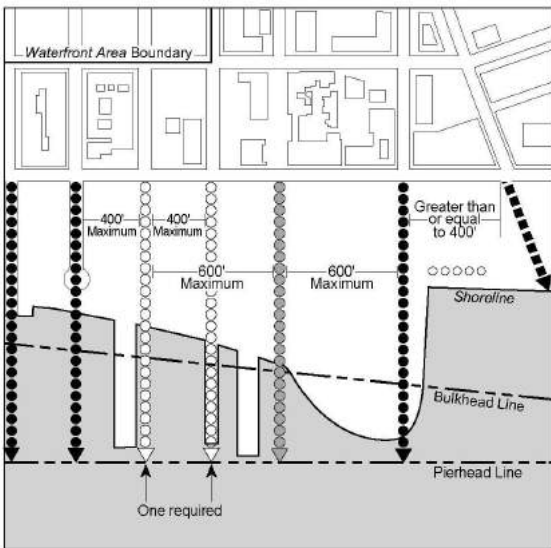 Waterfront Area Boundary
400'
Maximum
400'
Maximum
Greater than
or equal
to 400'
600'
Maximum
600'
Maximum
Shoreline
Bulkhead Line
Pierhead Line
One required